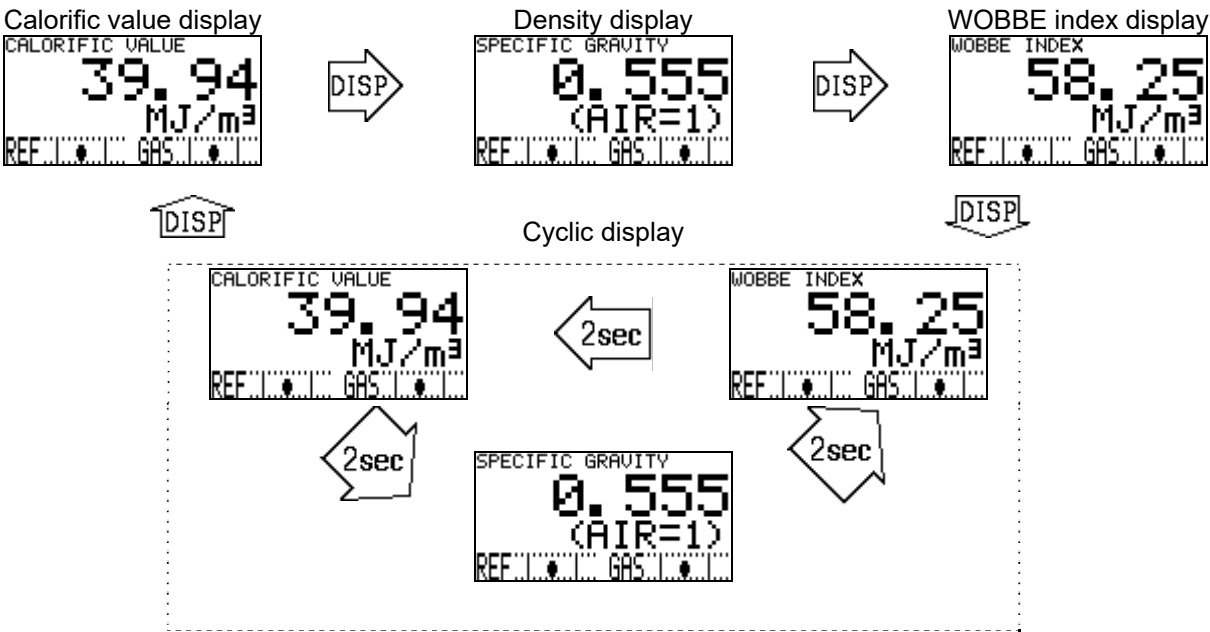 Calorific value display
CALORIFIC VALUE
39.94
MJ/m³
REF GAS
DISP
Density display
SPECIFIC GRAVITY
0.555
(AIR=1)
REF GAS
DISP
WOBBE index display
WOBBE INDEX
58.25
MJ/m³
REF GAS
DISP
DISP
Cyclic display
CALORIFIC VALUE
39.94
MJ/m³
REF GAS
2sec
WOBBE INDEX
58.25
MJ/m³
REF GAS
2sec
SPECIFIC GRAVITY
0.555
(AIR=1)
REF GAS
2sec